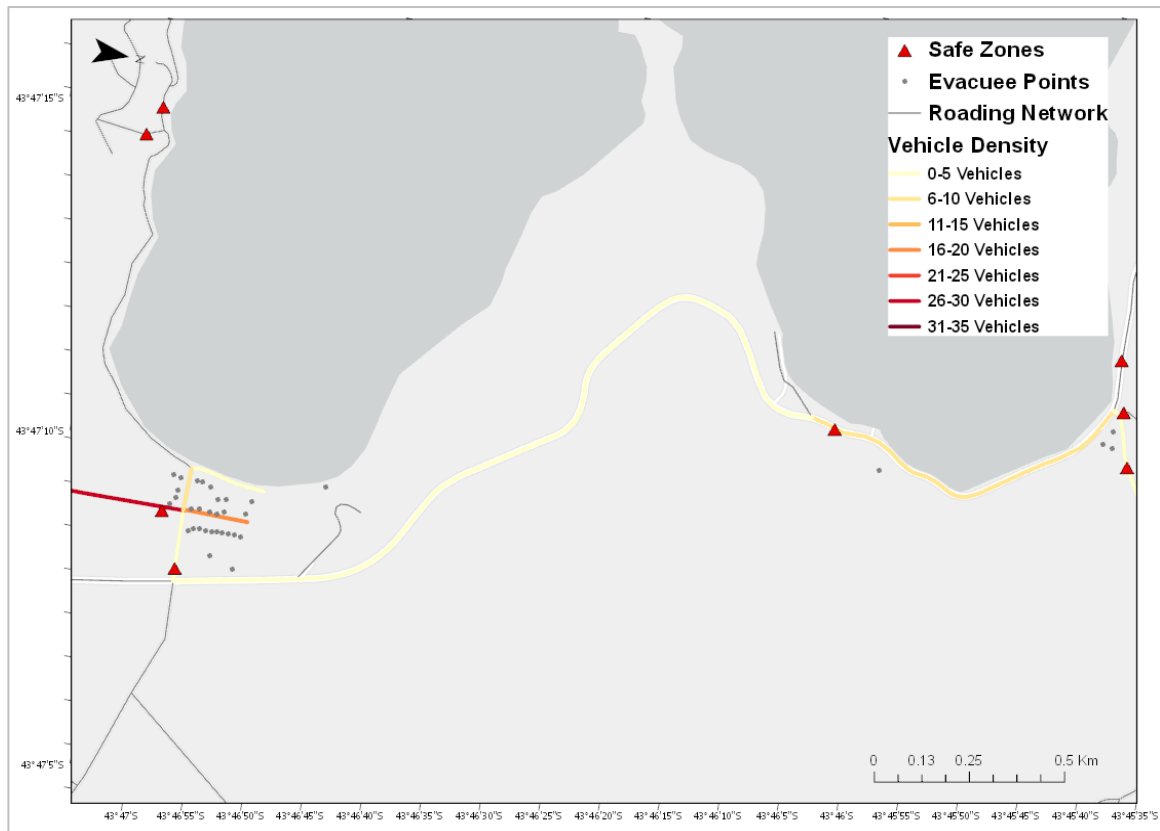 N
Safe Zones
Evacuee Points
Roading Network
Vehicle Density
0-5 Vehicles
6-10 Vehicles
11-15 Vehicles
16-20 Vehicles
21-25 Vehicles
26-30 Vehicles
31-35 Vehicles
43°47'15"S
43°47'10"S
43°47'5"S
0 0.13 0.25 0.5 Km
43°47'S 43°46'55"S 43°46'50"S 43°46'45"S 43°46'40"S 43°46'35"S 43°46'30"S 43°46'25"S 43°46'20"S 43°46'15"S 43°46'10"S 43°46'5"S 43°46'S 43°45'55"S 43°45'50"S 43°45'45"S 43°45'40"S 43°45'35"S